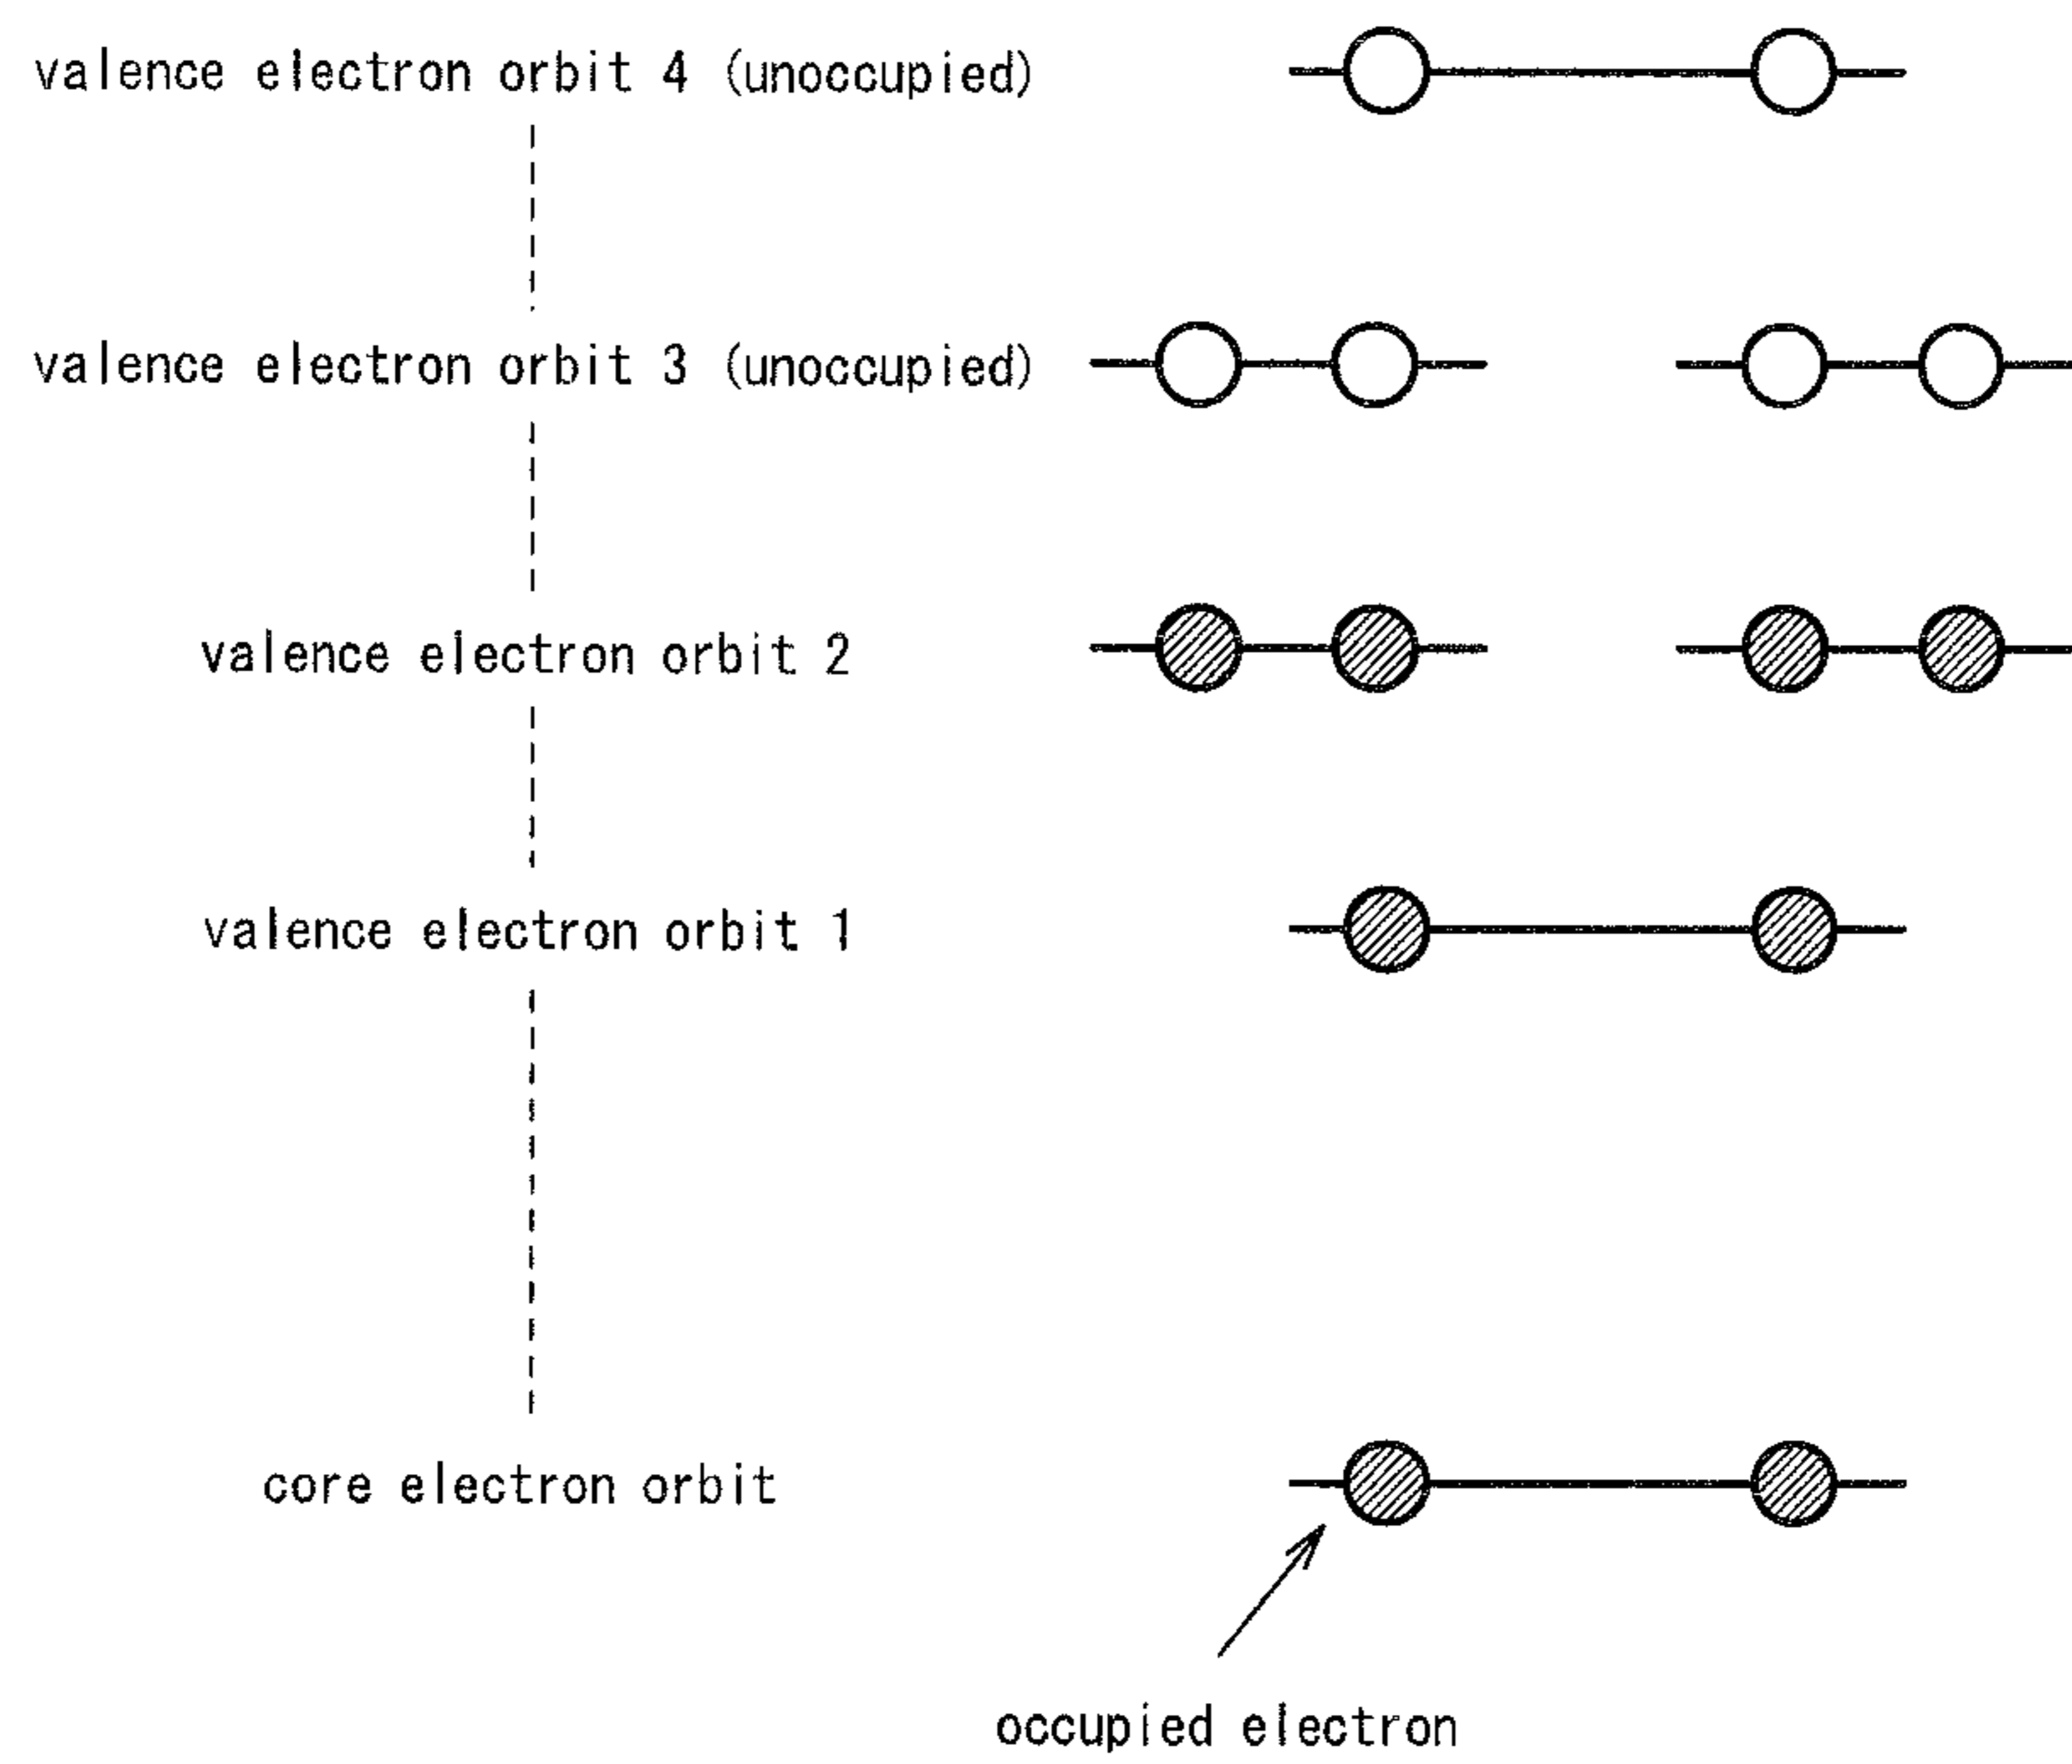 valence electron orbit 4 (unoccupied)
valence electron orbit 3 (unoccupied)
valence electron orbit 2
valence electron orbit 1
core electron orbit
occupied electron